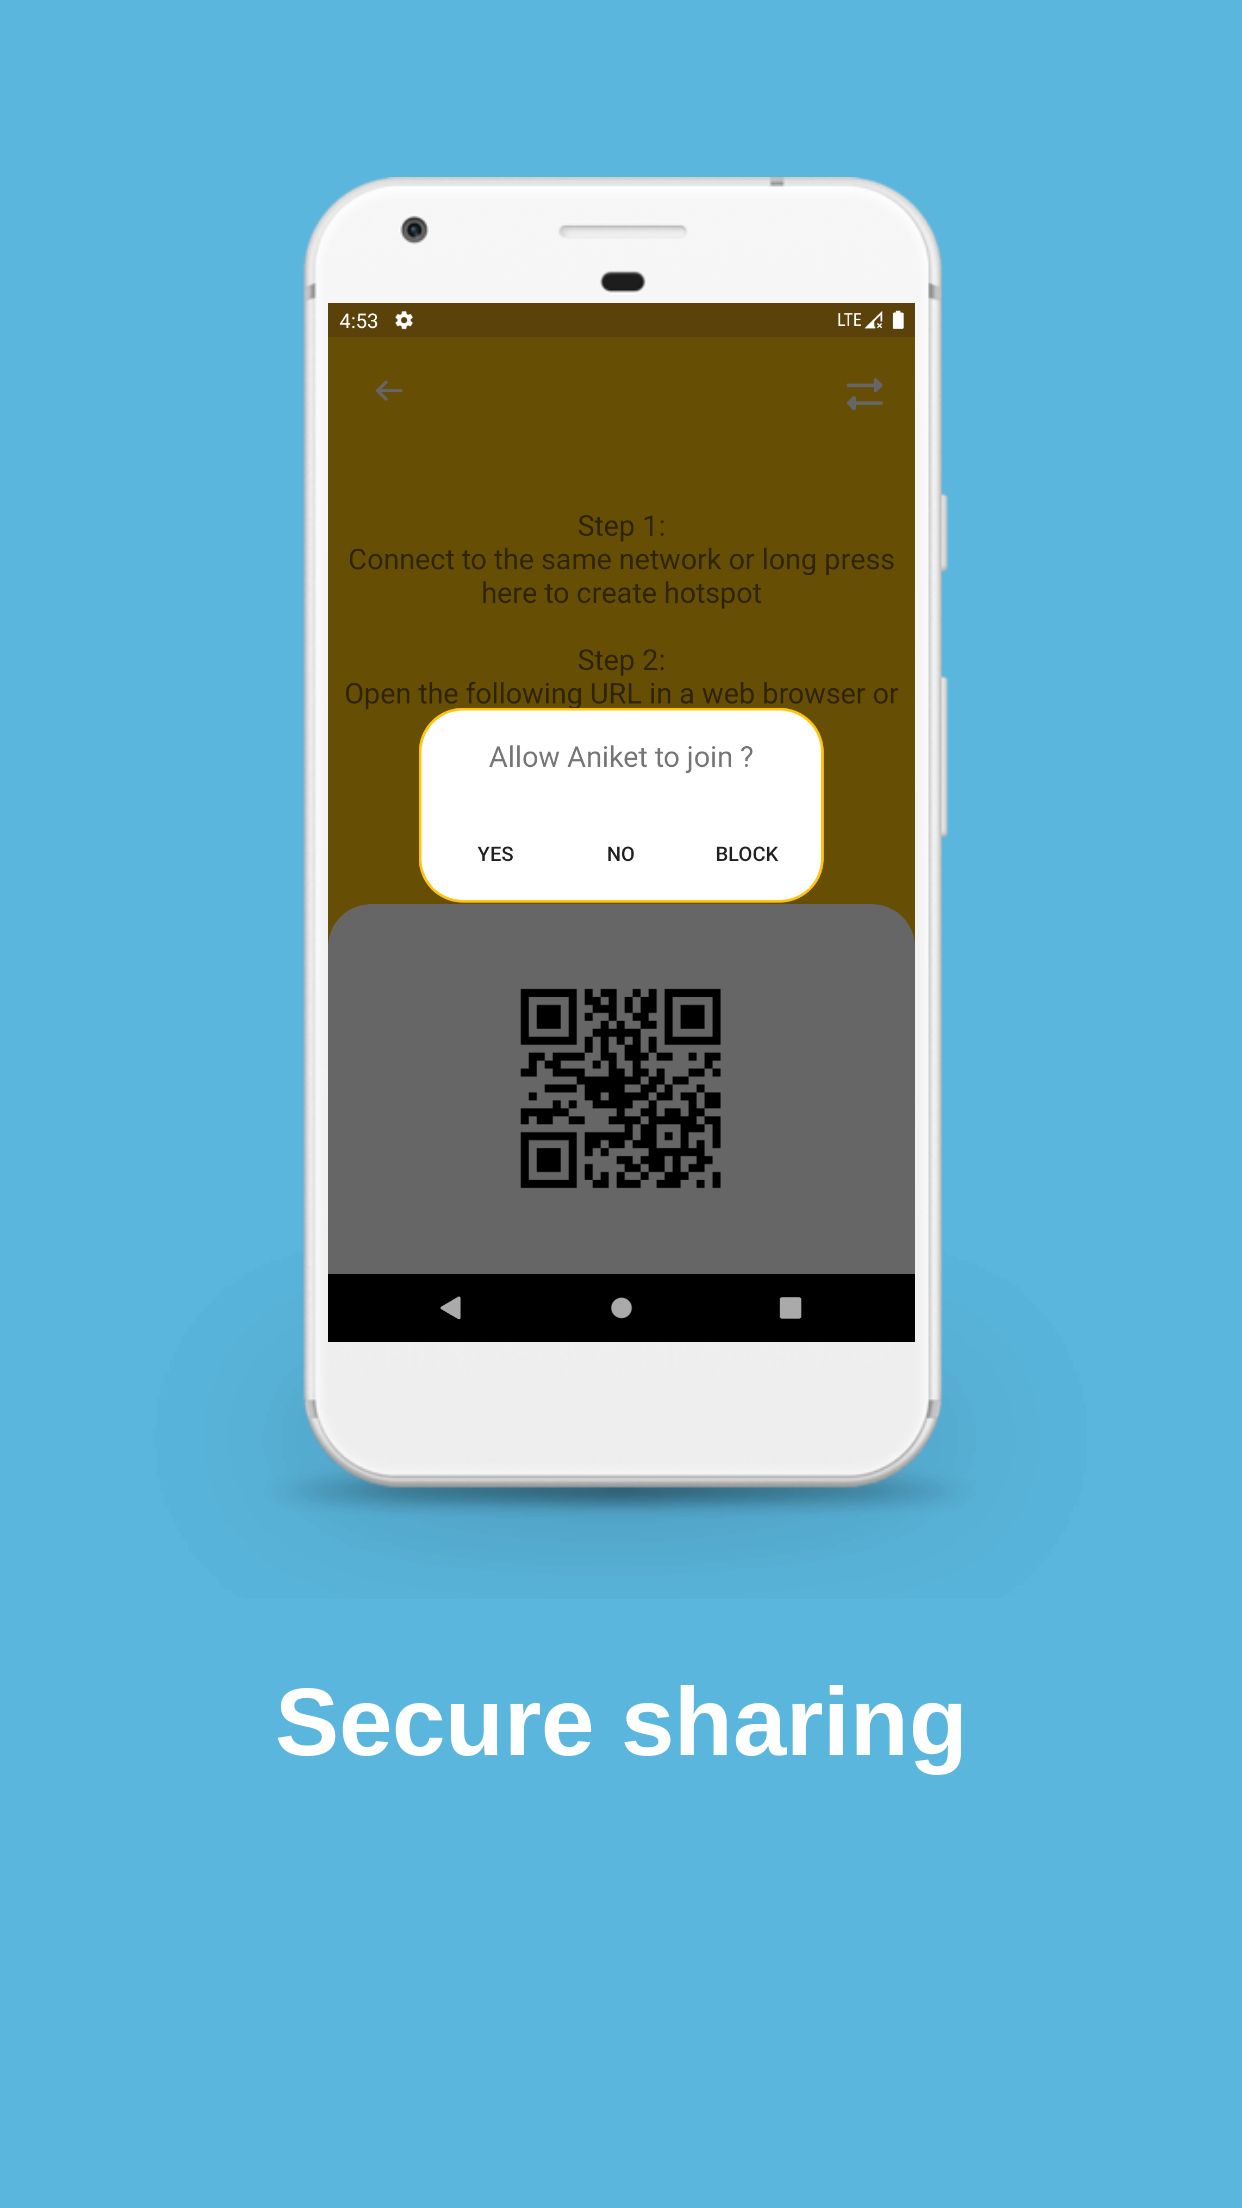 4:53 LTE
Step 1:
Connect to the same network or long press
here to create hotspot
Step 2:
Open the following URL in a web browser or
Allow Aniket to join ?
YES NO BLOCK
Secure sharing